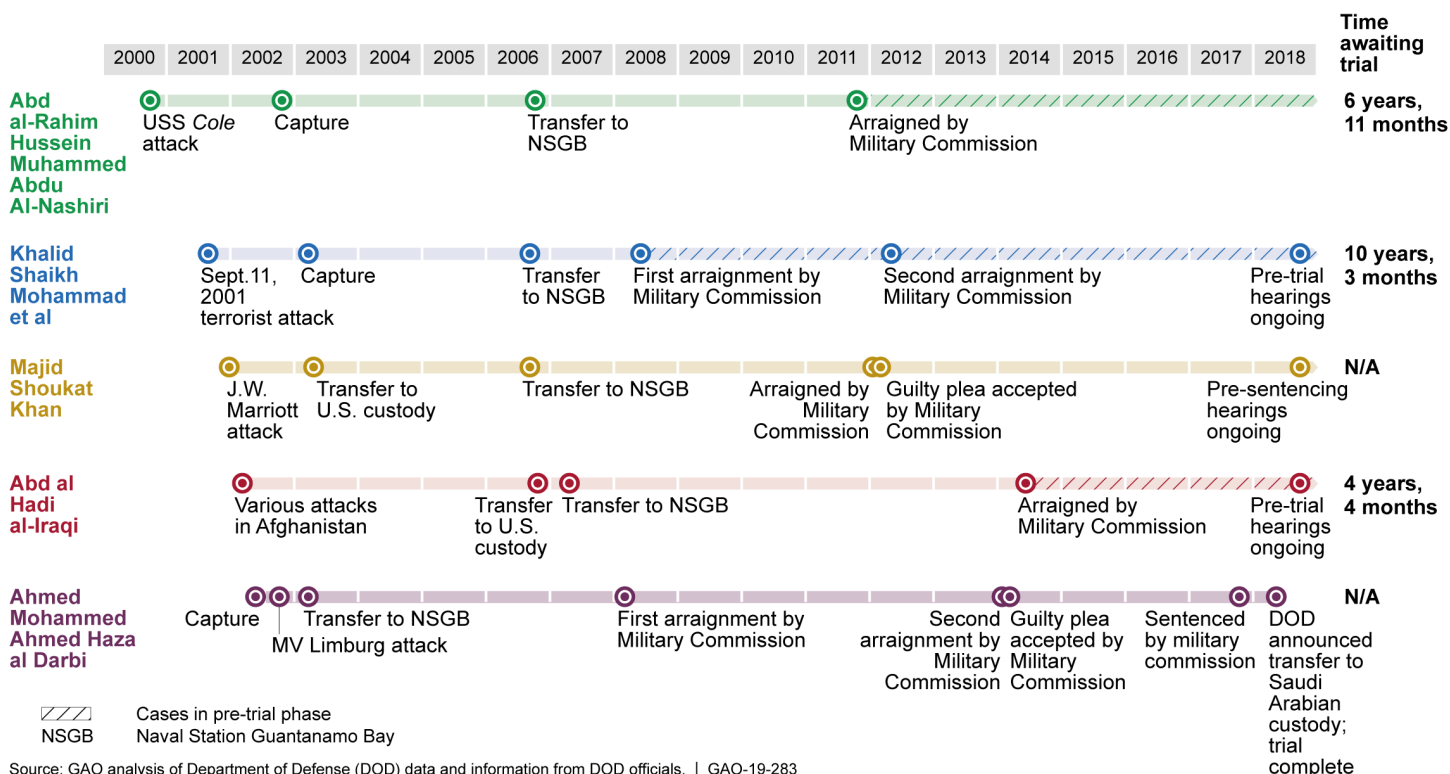 Time
awaiting
trial
2000 2001 2002 2003 2004 2005 2006 2007 2008 2009 2010 2011 2012 2013 2014 2015 2016 2017 2018
Abd
al-Rahim
Hussein
Muhammed
Abdu
Al-Nashiri
USS Cole
attack
Capture
Transfer to
NSGB
Arraigned by
Military Commission
6 years,
11 months
Khalid
Shaikh
Mohammad
et al
Sept.11,
2001
terrorist attack
Capture
Transfer
to NSGB
First arraignment by
Military Commission
Second arraignment by
Military Commission
Pre-trial
hearings
ongoing
10 years,
3 months
Majid
Shoukat
Khan
J.W.
Marriott
attack
Transfer to
U.S. custody
Transfer to NSGB
Arraigned by
Military
Commission
Guilty plea accepted
by Military
Commission
Pre-sentencing
hearings
ongoing
N/A
Abd al
Hadi
al-Iraqi
Various attacks
in Afghanistan
Transfer
to U.S.
custody
Transfer to NSGB
Arraigned by
Military Commission
Pre-trial
hearings
ongoing
4 years,
4 months
Ahmed
Mohammed
Ahmed Haza
al Darbi
Capture
MV Limburg attack
Transfer to NSGB
First arraignment by
Military Commission
Second
arraignment by
Military
Commission
Guilty plea
accepted by
Military
Commission
Sentenced
by military
commission
DOD
announced
transfer to
Saudi
Arabian
custody;
trial
complete
N/A
Cases in pre-trial phase
NSGB Naval Station Guantanamo Bay
Source: GAO analysis of Department of Defense (DOD) data and information from DOD officials. | GAO-19-283